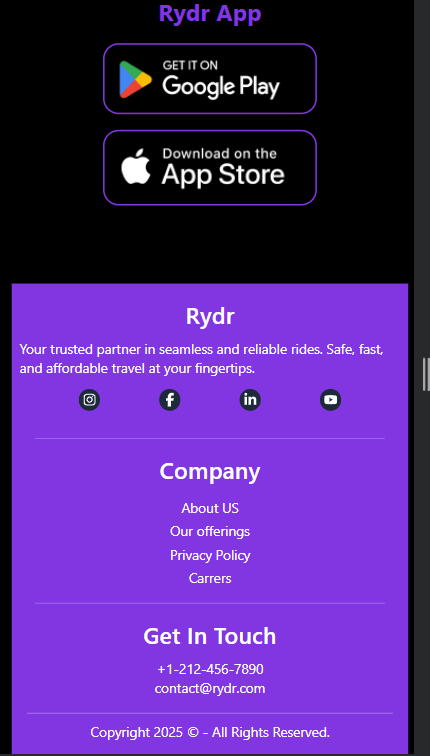 Rydr App
GET IT ON
Google Play
Download on the
App Store
Rydr
Your trusted partner in seamless and reliable rides. Safe, fast,
and affordable travel at your fingertips.
Company
About US
Our offerings
Privacy Policy
Carrers
Get In Touch
+1-212-456-7890
contact@rydr.com
Copyright 2025 © - All Rights Reserved.